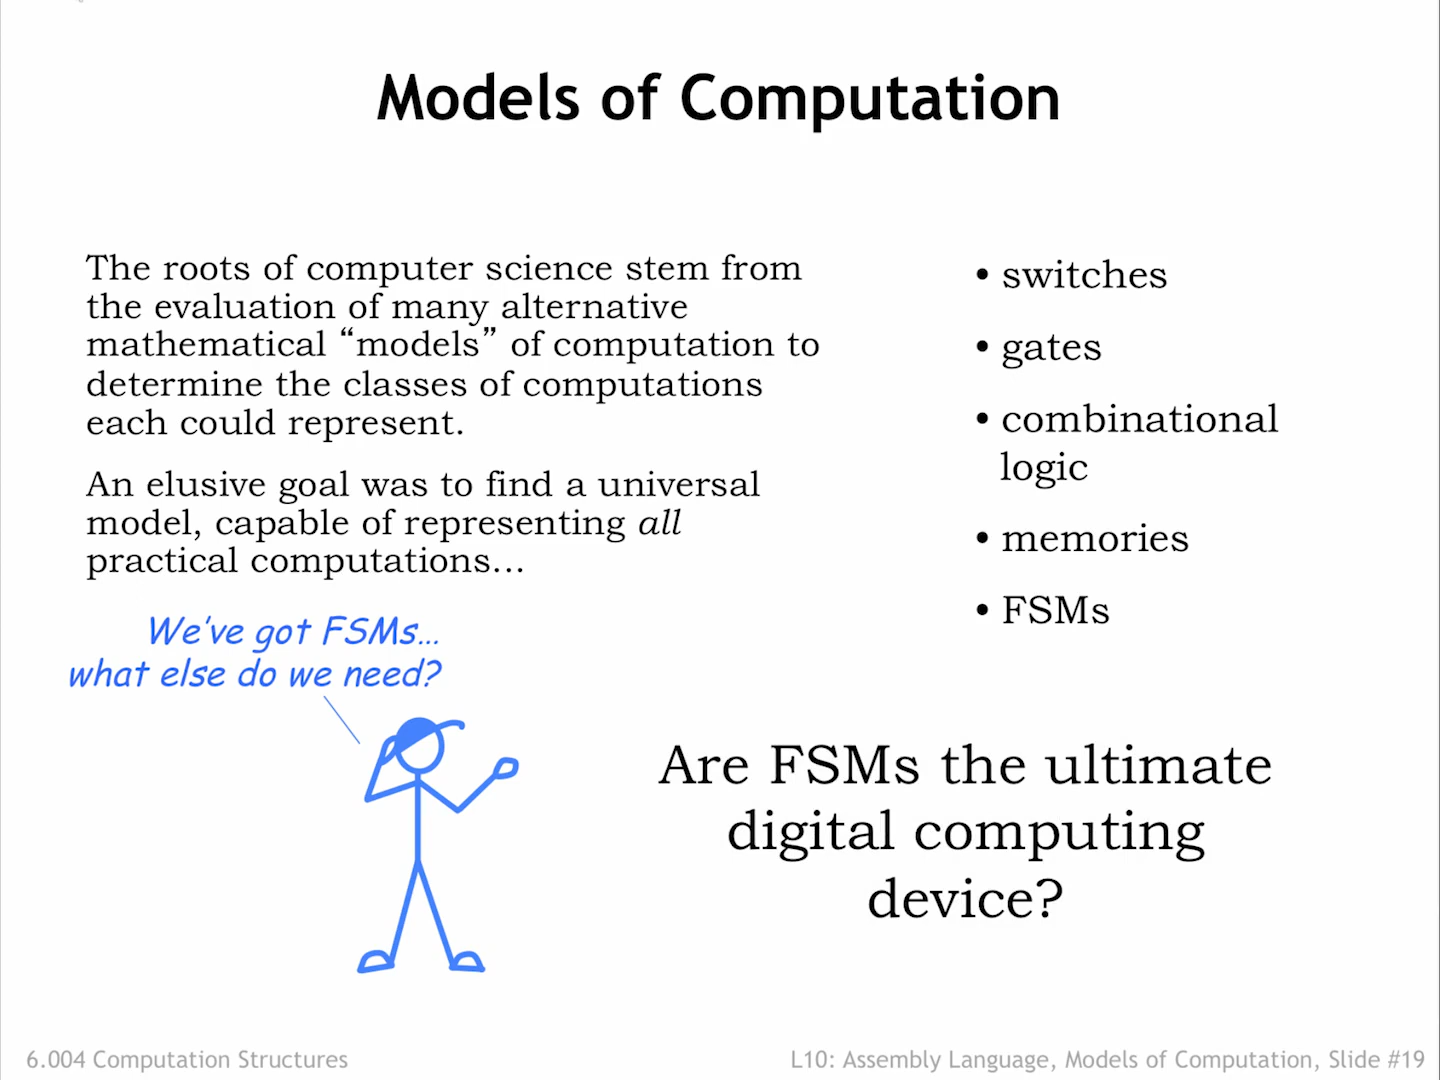 Models of Computation
The roots of computer science stem from
the evaluation of many alternative
mathematical “models” of computation to
determine the classes of computations
each could represent.
An elusive goal was to find a universal
model, capable of representing all
practical computations…
• switches
• gates
• combinational
logic
• memories
• FSMs
We've got FSMs…
what else do we need?
Are FSMs the ultimate
digital computing
device?
6.004 Computation Structures
L10: Assembly Language, Models of Computation, Slide #19